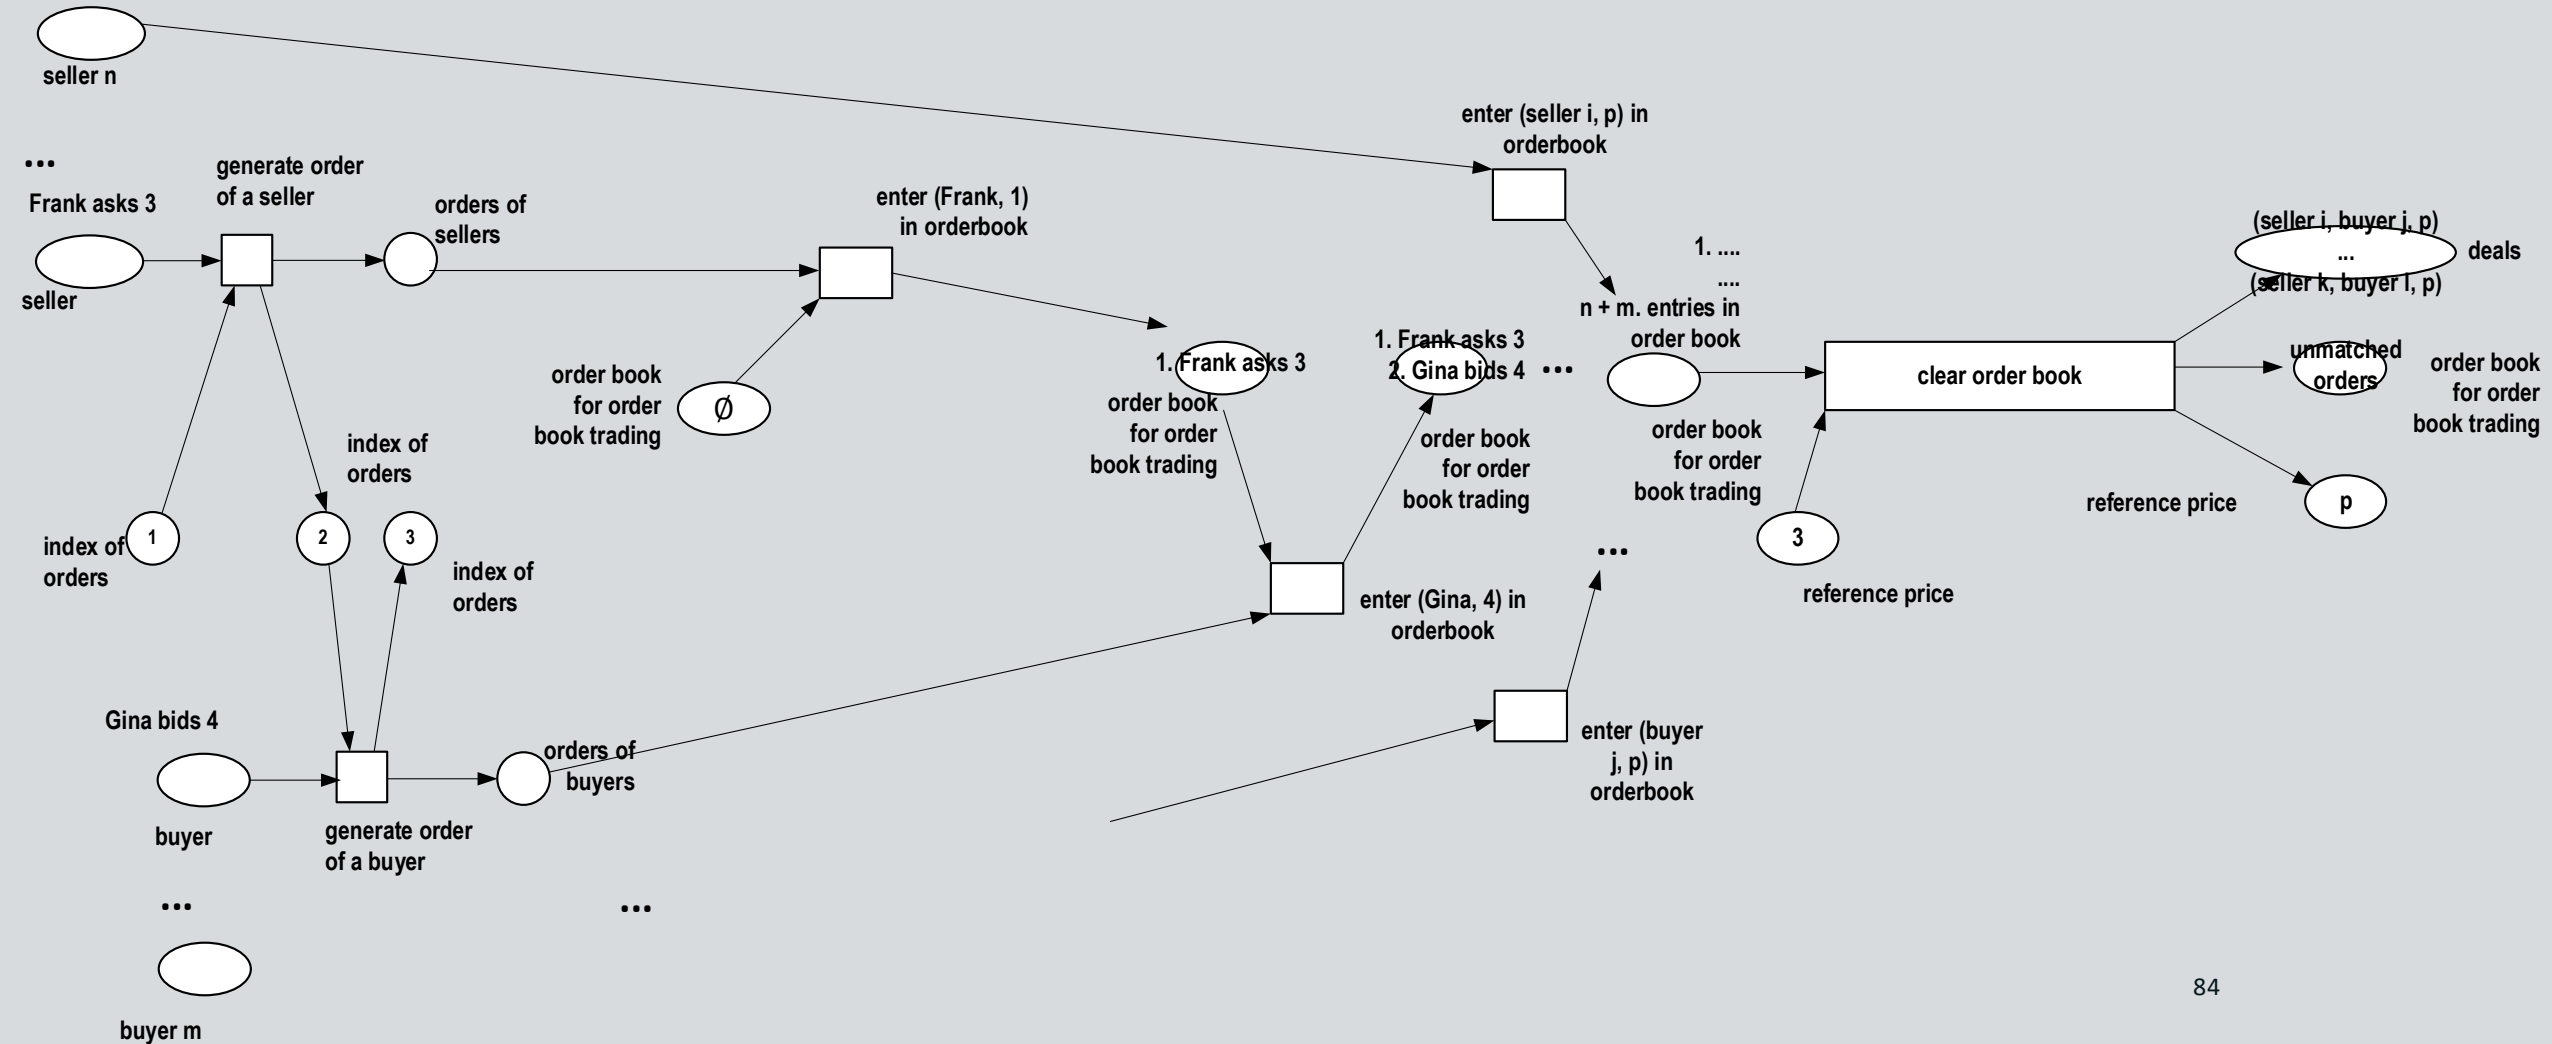 seller n
...
Frank asks 3
seller
generate order
of a seller
orders of
sellers
index of
orders
1
2
3
index of
orders
index of
orders
Gina bids 4
buyer
generate order
of a buyer
orders of
buyers
...
buyer m
...
enter (Frank, 1)
in orderbook
order book
for order
book trading
Ø
1. Frank asks 3
order book
for order
book trading
enter (Gina, 4) in
orderbook
1. Frank asks 3
2. Gina bids 4
order book
for order
book trading
...
enter (seller i, p) in
orderbook
1. ....
....
n + m. entries in
order book
order book
for order
book trading
...
enter (buyer
j, p) in
orderbook
3
reference price
clear order book
(seller i, buyer j, p)
...
(seller k, buyer l, p)
deals
unmatched
orders
order book
for order
book trading
reference price
p
84